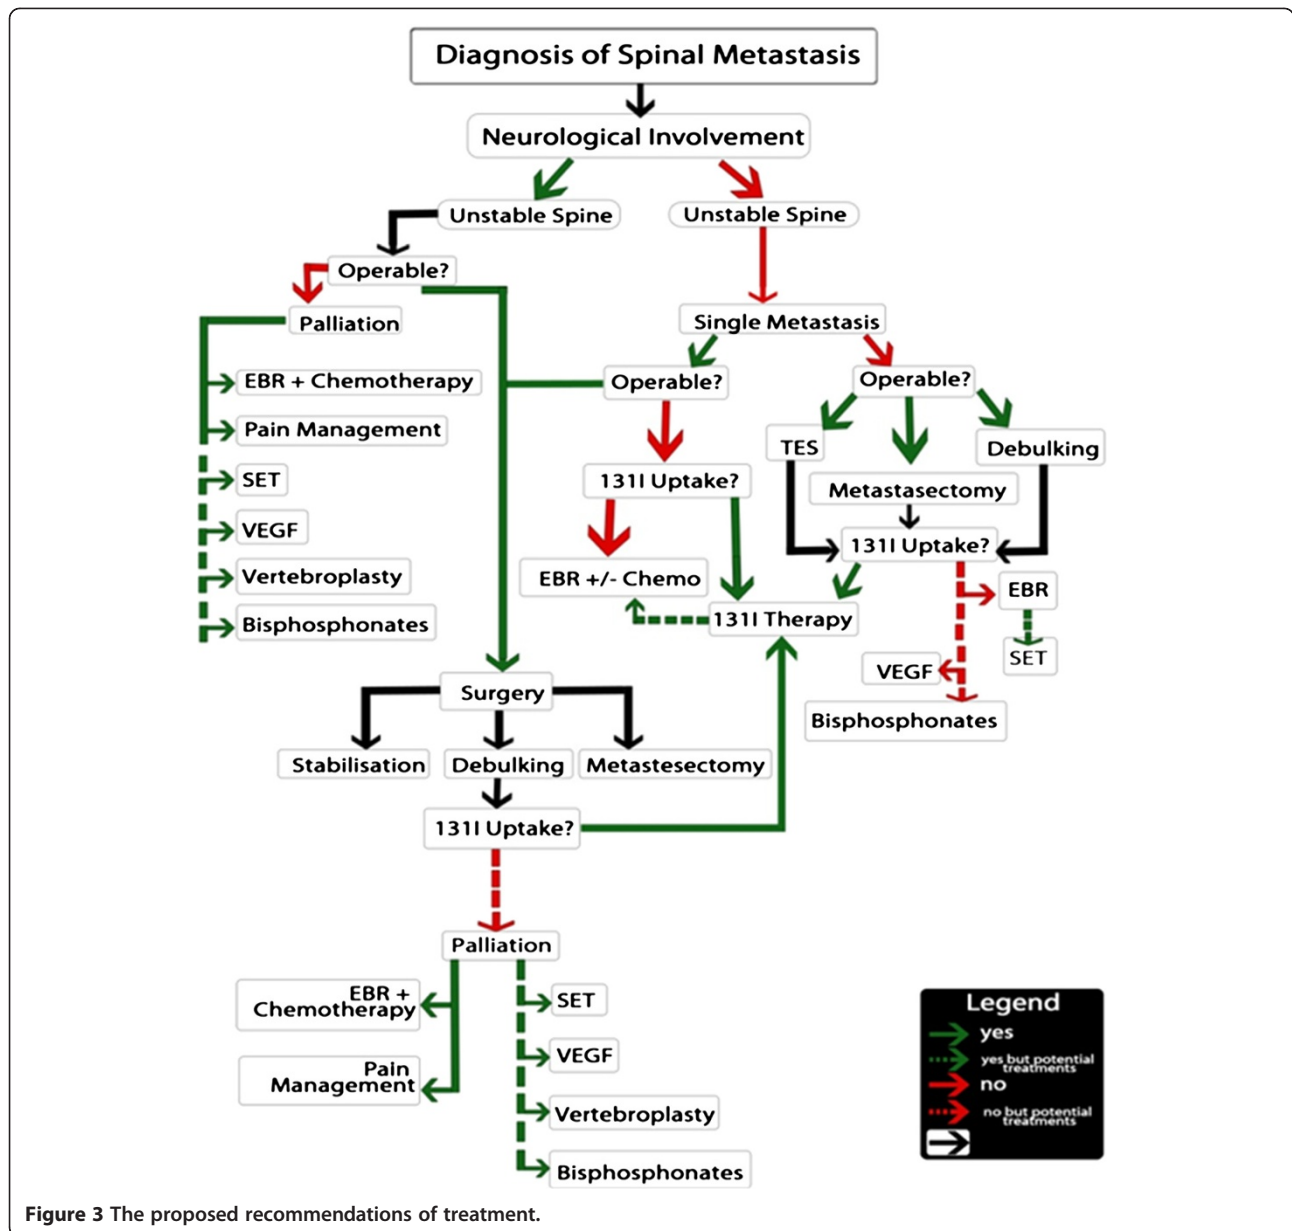 Diagnosis of Spinal Metastasis
Neurological Involvement
Unstable Spine
Unstable Spine
Operable?
Palliation
EBR + Chemotherapy
Pain Management
SET
VEGF
Vertebroplasty
Bisphosphonates
Single Metastasis
Operable?
Operable?
131I Uptake?
EBR +/- Chemo
131I Therapy
TES
Metastasectomy
Debulking
131I Uptake?
EBR
SET
VEGF
Bisphosphonates
Surgery
Stabilisation
Debulking
Metastesectomy
131I Uptake?
Palliation
EBR +
Chemotherapy
Pain
Management
SET
VEGF
Vertebroplasty
Bisphosphonates
Legend
yes
yes but potential
treatments
no
no but potential
treatments
Figure 3 The proposed recommendations of treatment.